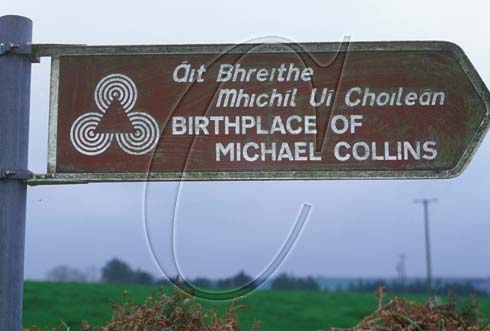 Áit Bhreithe
Mhichíl Uí Choileán
BIRTHPLACE OF
MICHAEL COLLINS